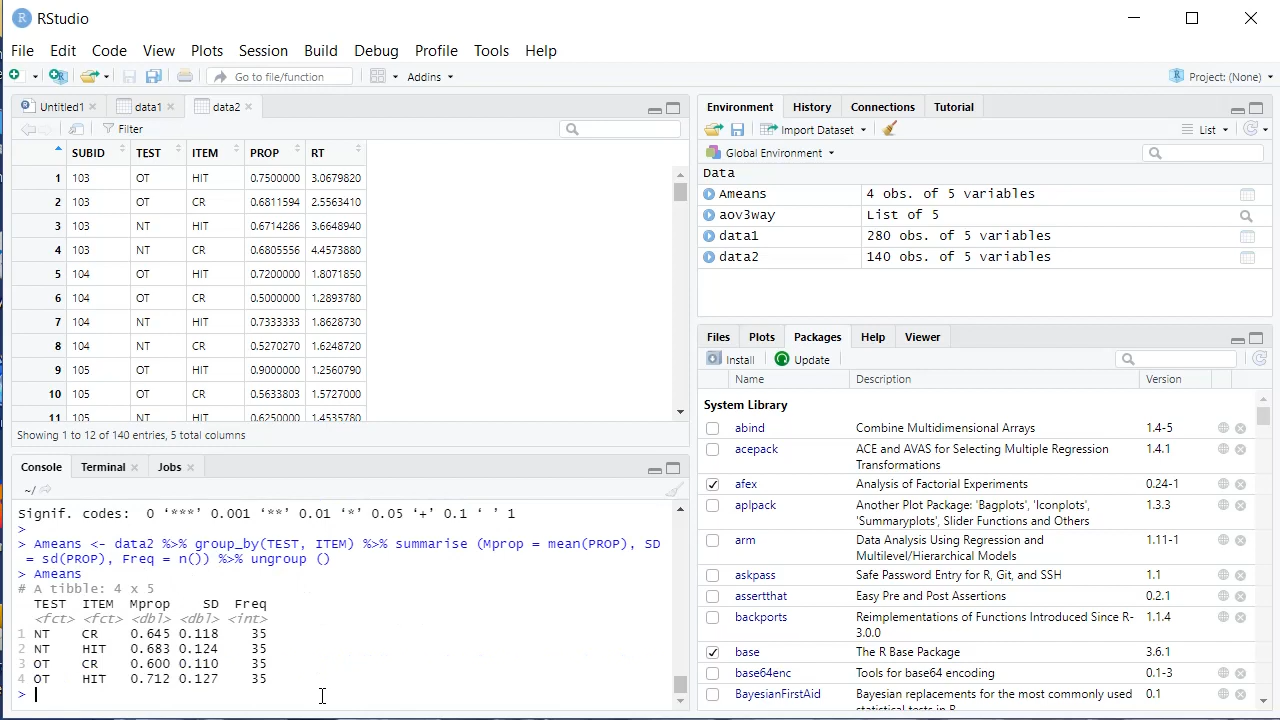 RStudio
File Edit Code View Plots Session Build Debug Profile Tools Help
Go to file/function Addins Project: (None)
Untitled1 data1 data2
Filter
SUBID TEST ITEM PROP RT
1 103 OT HIT 0.7500000 3.0679820
2 103 OT CR 0.6811594 2.5563410
3 103 NT HIT 0.6714286 3.6648940
4 103 NT CR 0.6805556 4.4573880
5 104 OT HIT 0.7200000 1.8071850
6 104 OT CR 0.5000000 1.2893780
7 104 NT HIT 0.7333333 1.8628730
8 104 NT CR 0.5270270 1.6248720
9 105 OT HIT 0.9000000 1.2560790
10 105 OT CR 0.5633803 1.5727000
11 105 NT HIT 0.6250000 1.4535780
Showing 1 to 12 of 140 entries, 5 total columns
Console Terminal Jobs
~/
Signif. codes:  0 ‘***’ 0.001 ‘**’ 0.01 ‘*’ 0.05 ‘+’ 0.1 ‘ ’ 1
>
> Ameans <- data2 %>% group_by(TEST, ITEM) %>% summarise (Mprop = mean(PROP), SD
= sd(PROP), Freq = n()) %>% ungroup ()
> Ameans
# A tibble: 4 x 5
TEST ITEM Mprop SD Freq
<fct> <fct> <dbl> <dbl> <int>
1 NT CR 0.645 0.118 35
2 NT HIT 0.683 0.124 35
3 OT CR 0.600 0.110 35
4 OT HIT 0.712 0.127 35
>
Environment History Connections Tutorial
Import Dataset List
Global Environment
Data
Ameans 4 obs. of 5 variables
aov3way List of 5
data1 280 obs. of 5 variables
data2 140 obs. of 5 variables
Files Plots Packages Help Viewer
Install Update
Name Description Version
System Library
abind Combine Multidimensional Arrays 1.4-5
acepack ACE and AVAS for Selecting Multiple Regression 1.4.1
Transformations
afex Analysis of Factorial Experiments 0.24-1
aplpack Another Plot Package: 'Bagplots', 'Iconplots', 1.3.3
'Summaryplots', Slider Functions and Others
arm Data Analysis Using Regression and 1.11-1
Multilevel/Hierarchical Models
askpass Safe Password Entry for R, Git, and SSH 1.1
assertthat Easy Pre and Post Assertions 0.2.1
backports Reimplementations of Functions Introduced Since R- 1.1.4
3.0.0
base The R Base Package 3.6.1
base64enc Tools for base64 encoding 0.1-3
BayesianFirstAid Bayesian replacements for the most commonly used 0.1
statistical tests in R